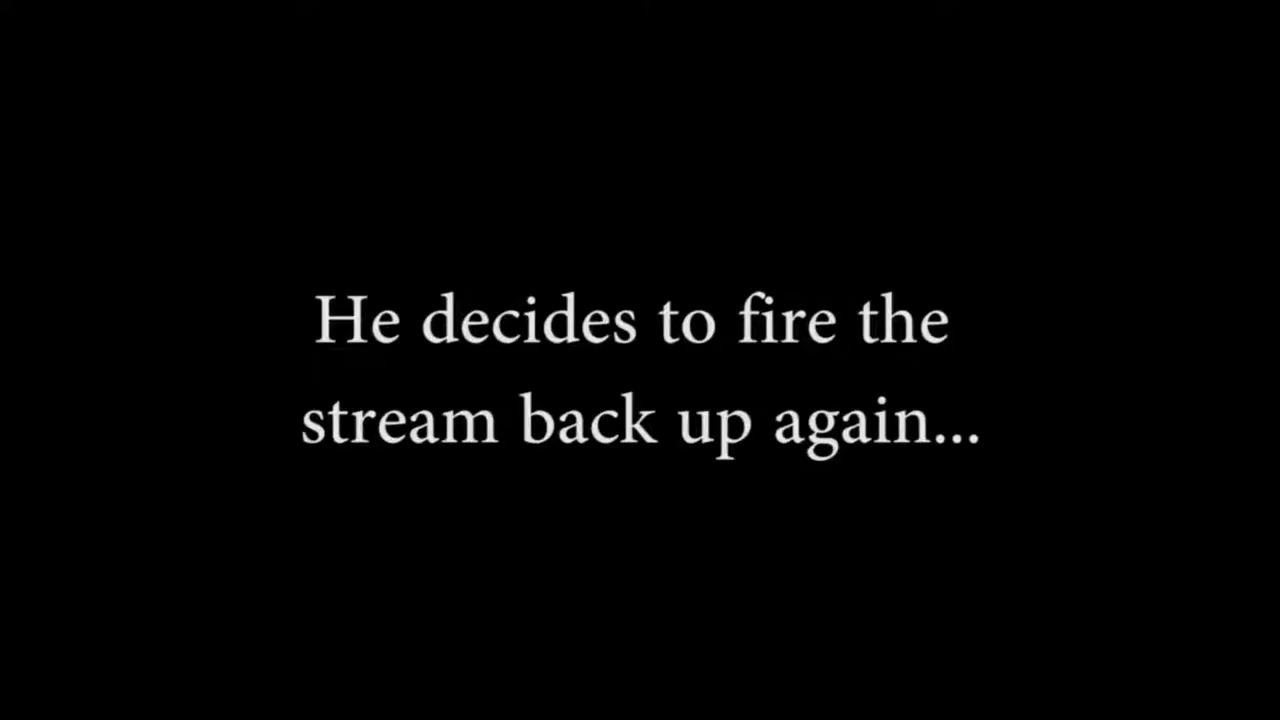 He decides to fire the
stream back up again...